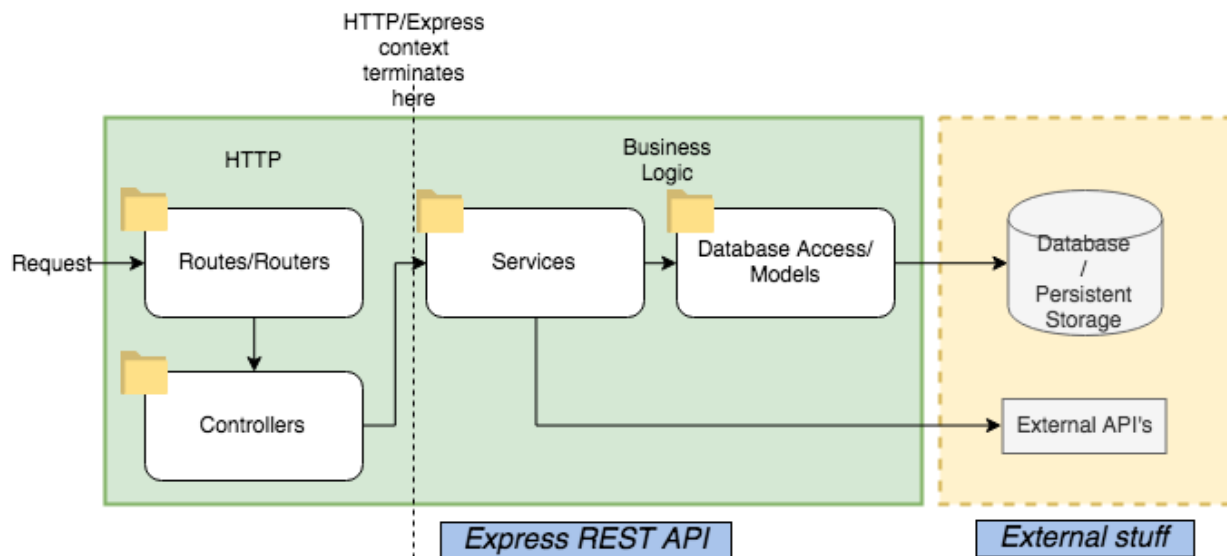 HTTP/Express
context
terminates
here
HTTP
Business
Logic
Request
Routes/Routers
Services
Database Access/
Models
Database
/
Persistent
Storage
Controllers
External API's
Express REST API
External stuff